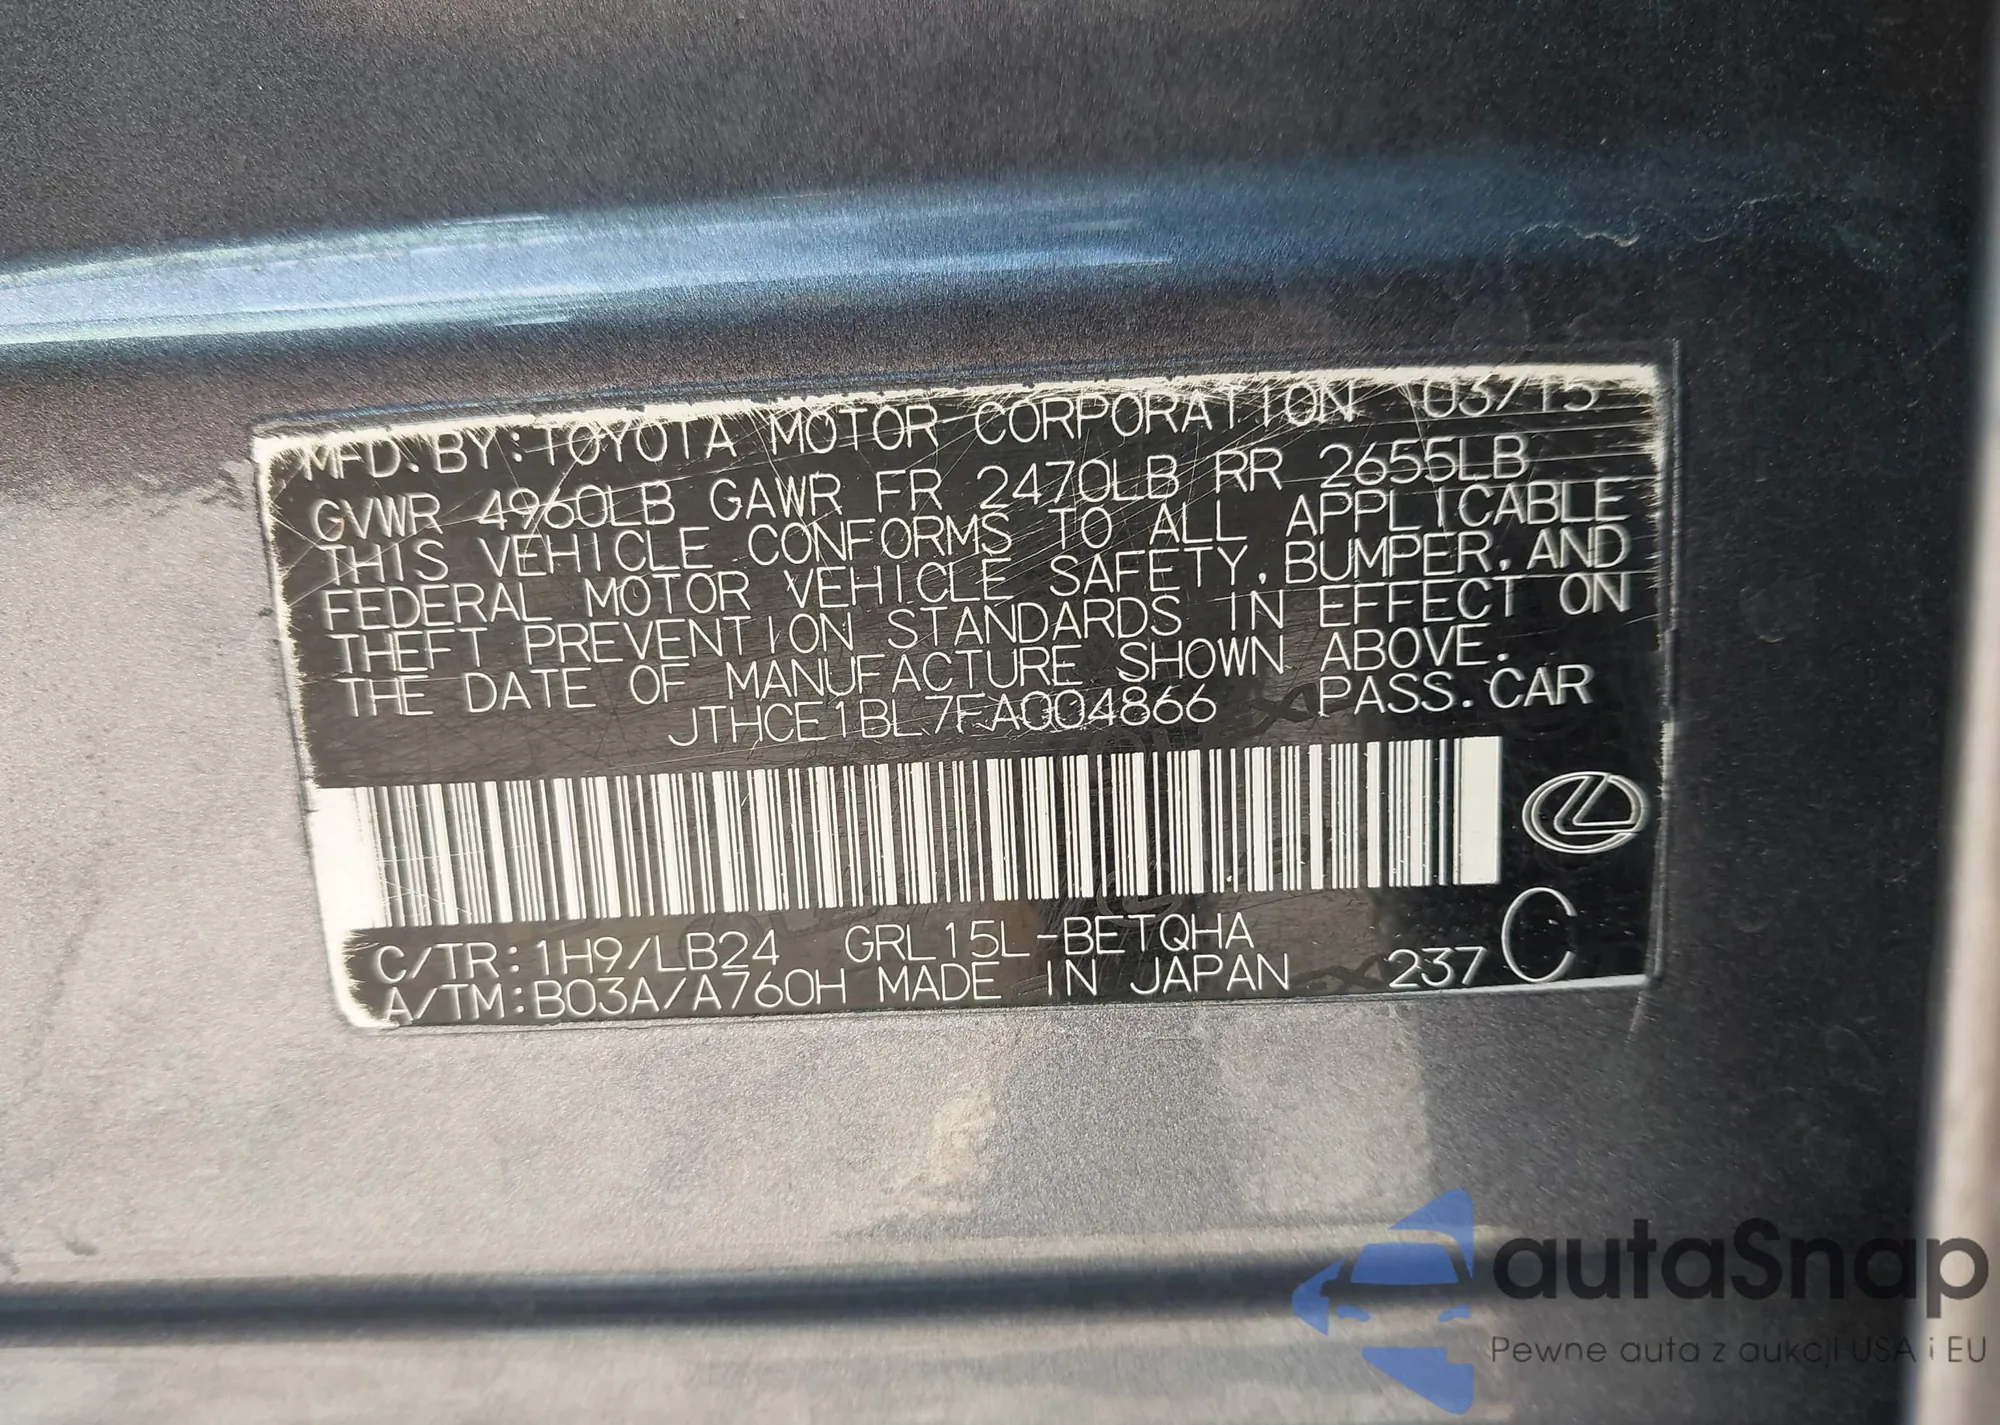 MFD. BY: TOYOTA MOTOR CORPORATION 03/15
GVWR 4960LB GAWR FR 2470LB RR 2655LB
THIS VEHICLE CONFORMS TO ALL APPLICABLE
FEDERAL MOTOR VEHICLE SAFETY, BUMPER, AND
THEFT PREVENTION STANDARDS IN EFFECT ON
THE DATE OF MANUFACTURE SHOWN ABOVE.
JTHCE1BL7FA004866 PASS. CAR
C/TR: 1H9/LB24 GRL15L-BETQHA
A/TM: B03A/A760H MADE IN JAPAN 237 C
autaSnap
Pewne auta z aukcji USA i EU